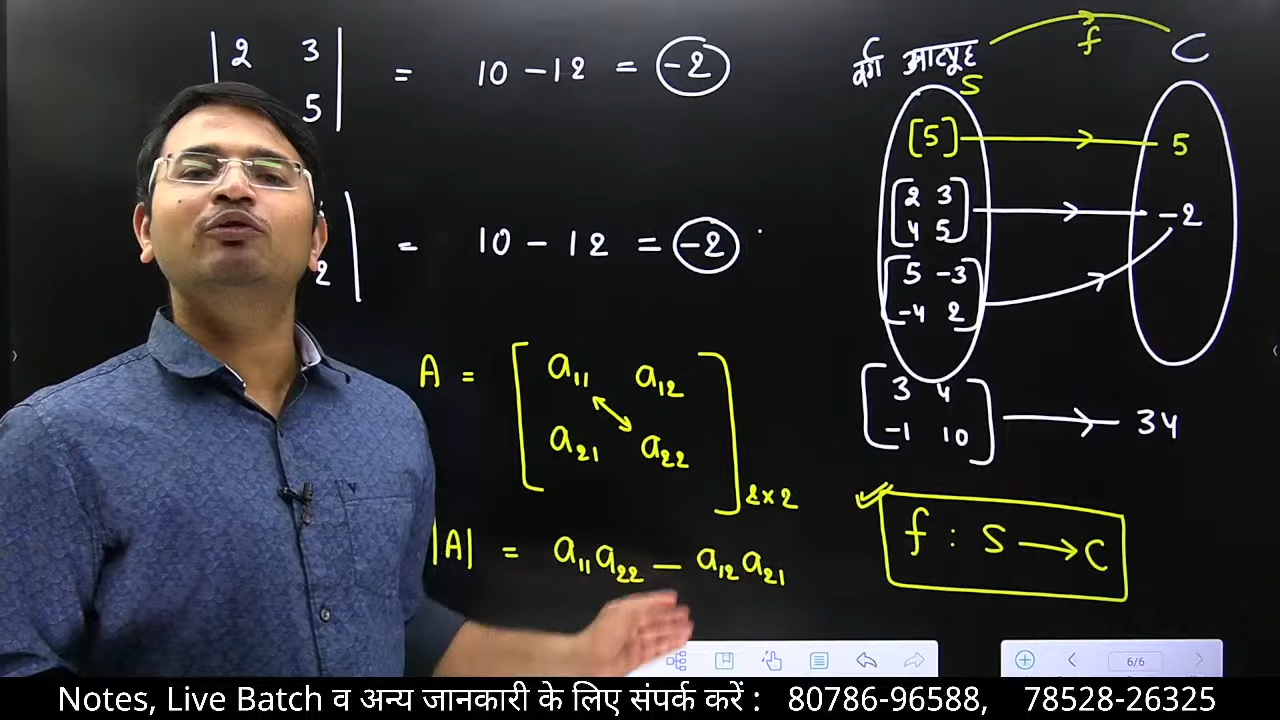 | 2 3 |
5 | = 10 - 12 = -2
2 | = 10 - 12 = -2
A = [ a₁₁ a₁₂
a₂₁ a₂₂ ] 2×2
|A| = a₁₁a₂₂ — a₁₂a₂₁
वर्ग आव्यूह f C
S
[5] → 5
[ 2 3
4 5 ] → -2
[ 5 -3
-4 2 ]
[ 3 4
-1 10 ] → 34
✓ f : S → C
6/6
Notes, Live Batch व अन्य जानकारी के लिए संपर्क करें : 80786-96588, 78528-26325